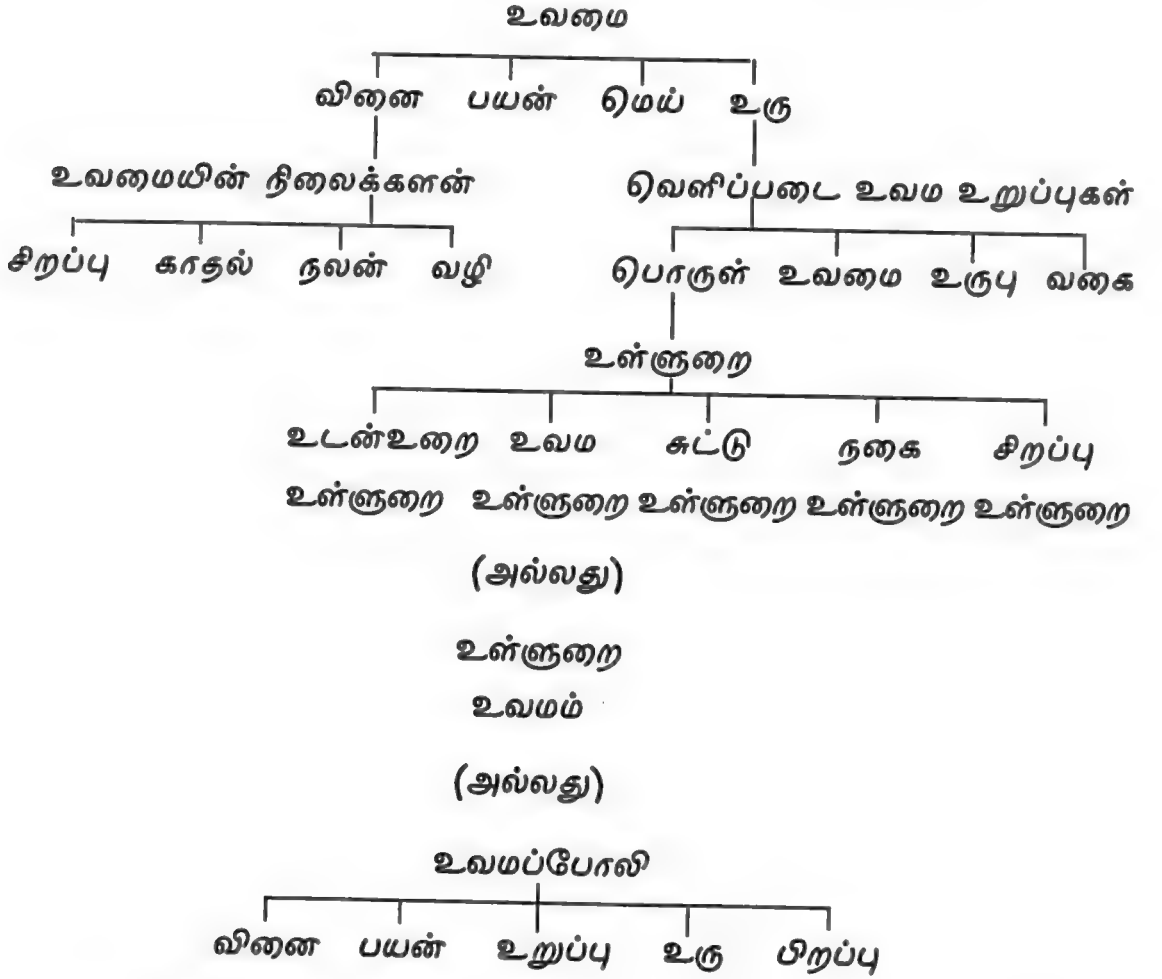 உவமை
வினை பயன் மெய் உரு
உவமையின் நிலைக்களன் வெளிப்படை உவம உறுப்புகள்
சிறப்பு காதல் நலன் வழி பொருள் உவமை உருபு வகை
உள்ளுறை
உடன்உறை உவம சுட்டு நகை சிறப்பு
உள்ளுறை உள்ளுறை உள்ளுறை உள்ளுறை உள்ளுறை
(அல்லது)
உள்ளுறை
உவமம்
(அல்லது)
உவமப்போலி
வினை பயன் உறுப்பு உரு பிறப்பு